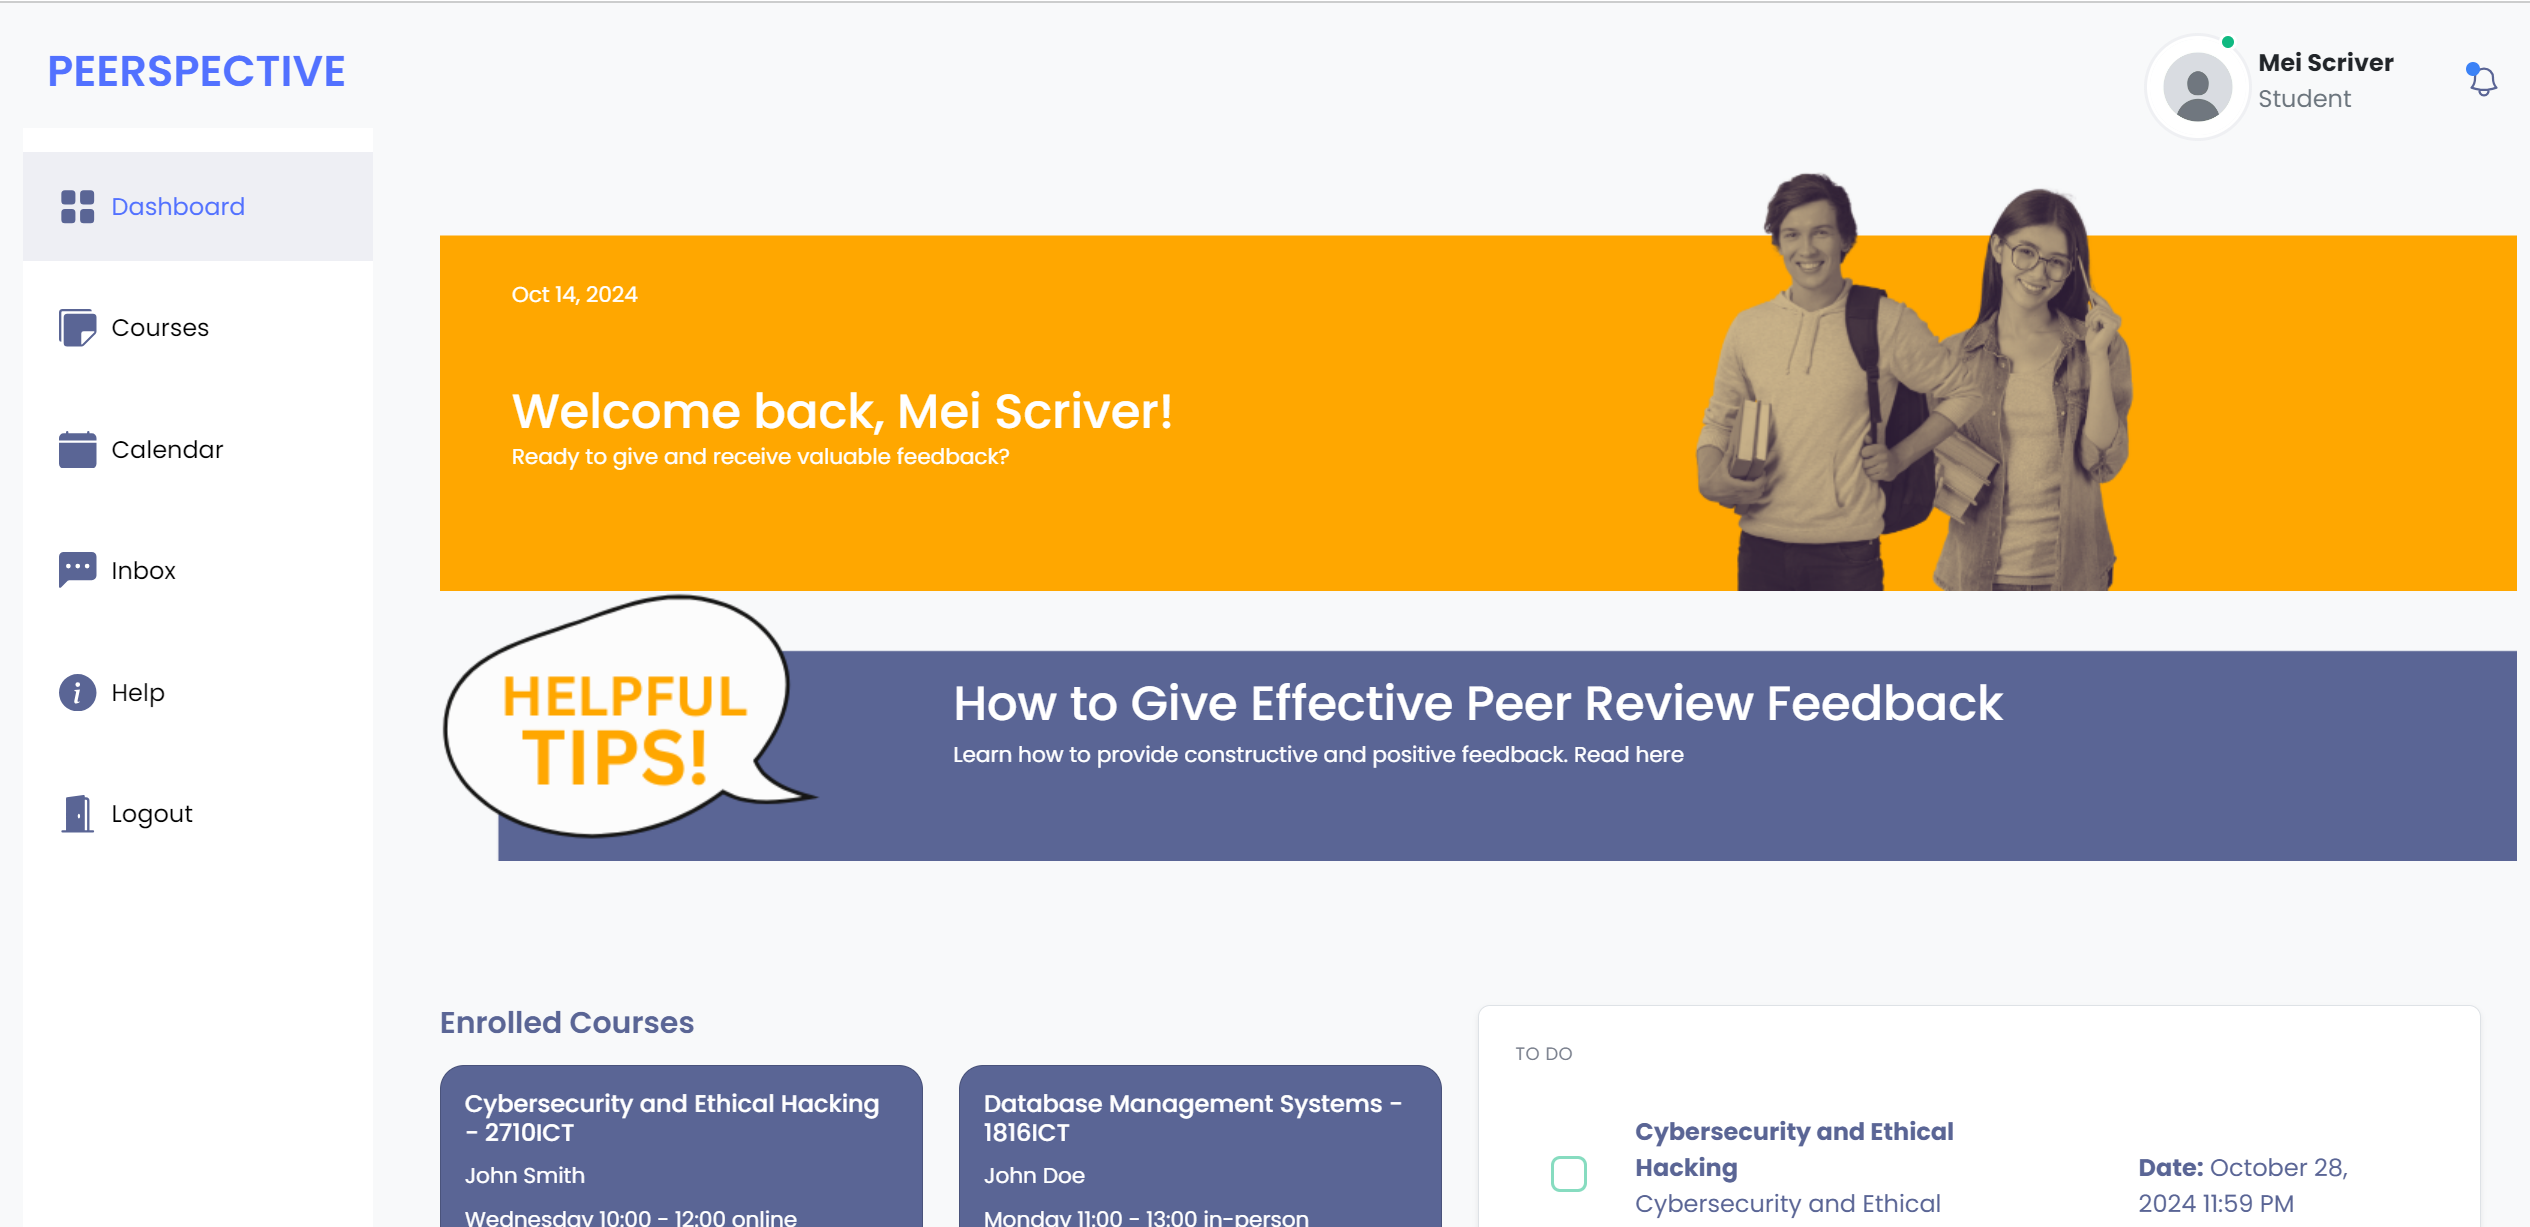 PEERSPECTIVE
Mei Scriver
Student
Dashboard
Courses
Calendar
Inbox
Help
Logout
Oct 14, 2024
Welcome back, Mei Scriver!
Ready to give and receive valuable feedback?
HELPFUL
TIPS!
How to Give Effective Peer Review Feedback
Learn how to provide constructive and positive feedback. Read here
Enrolled Courses
Cybersecurity and Ethical Hacking
- 2710ICT
John Smith
Wednesday 10:00 - 12:00 online
Database Management Systems -
1816ICT
John Doe
Monday 11:00 - 13:00 in-person
TO DO
Cybersecurity and Ethical
Hacking
Cybersecurity and Ethical
Date: October 28,
2024 11:59 PM